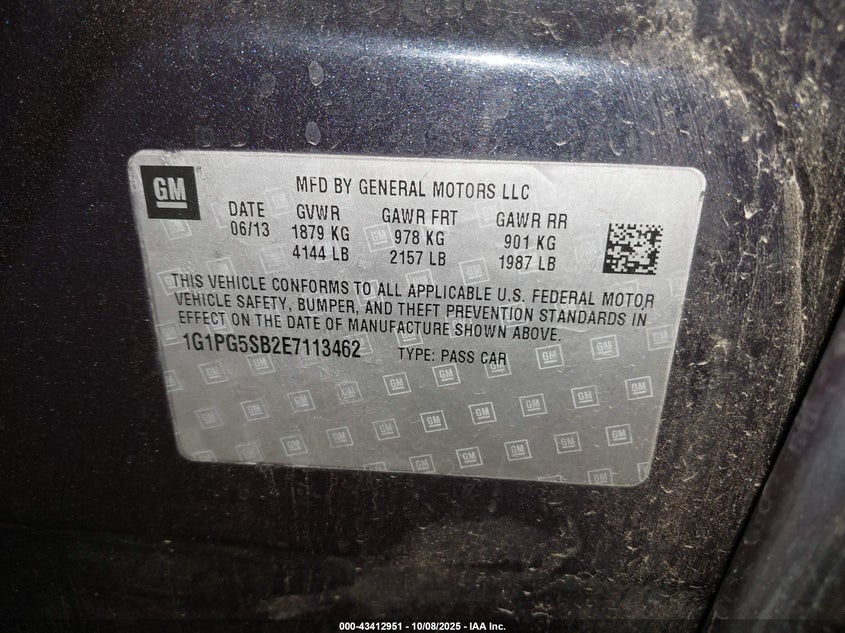 GM
MFD BY GENERAL MOTORS LLC
DATE GVWR GAWR FRT GAWR RR
06/13 1879 KG 978 KG 901 KG
4144 LB 2157 LB 1987 LB
THIS VEHICLE CONFORMS TO ALL APPLICABLE U.S. FEDERAL MOTOR
VEHICLE SAFETY, BUMPER, AND THEFT PREVENTION STANDARDS IN
EFFECT ON THE DATE OF MANUFACTURE SHOWN ABOVE.
1G1PG5SB2E7113462 TYPE: PASS CAR
000-43412951 - 10/08/2025 - IAA Inc.